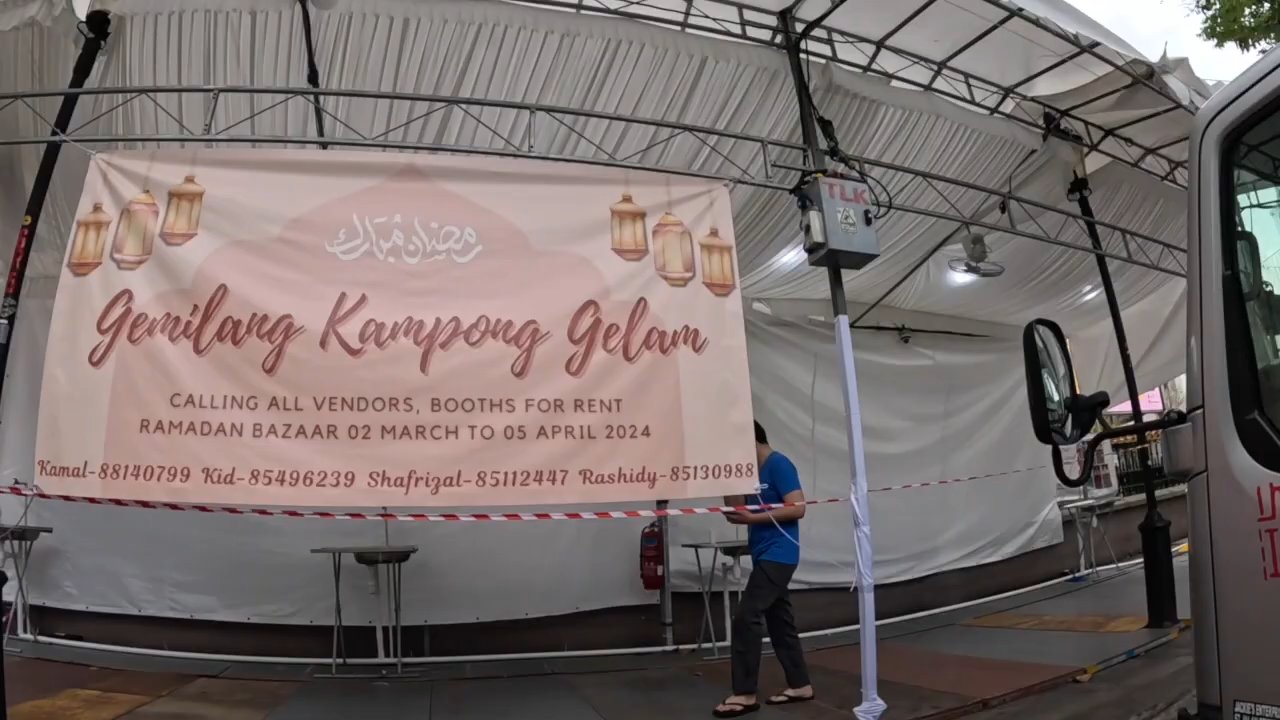 رمضان مبارك
TLK
Gemilang Kampong Gelam
CALLING ALL VENDORS, BOOTHS FOR RENT
RAMADAN BAZAAR 02 MARCH TO 05 APRIL 2024
Kamal-88140799 Kid-85496239 Shafrizal-85112447 Rashidy-85130988